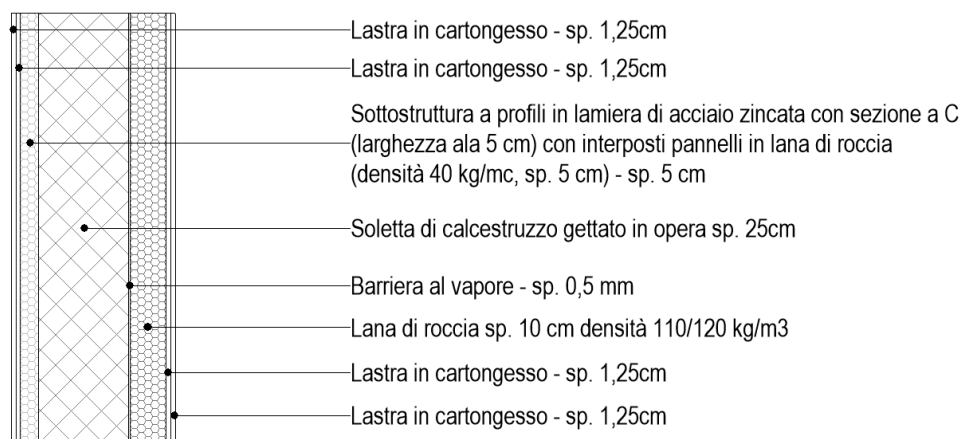 Lastra in cartongesso - sp. 1,25cm
Lastra in cartongesso - sp. 1,25cm
Sottostruttura a profili in lamiera di acciaio zincata con sezione a C
(larghezza ala 5 cm) con interposti pannelli in lana di roccia
(densità 40 kg/mc, sp. 5 cm) - sp. 5 cm
Soletta di calcestruzzo gettato in opera sp. 25cm
Barriera al vapore - sp. 0,5 mm
Lana di roccia sp. 10 cm densità 110/120 kg/m3
Lastra in cartongesso - sp. 1,25cm
Lastra in cartongesso - sp. 1,25cm